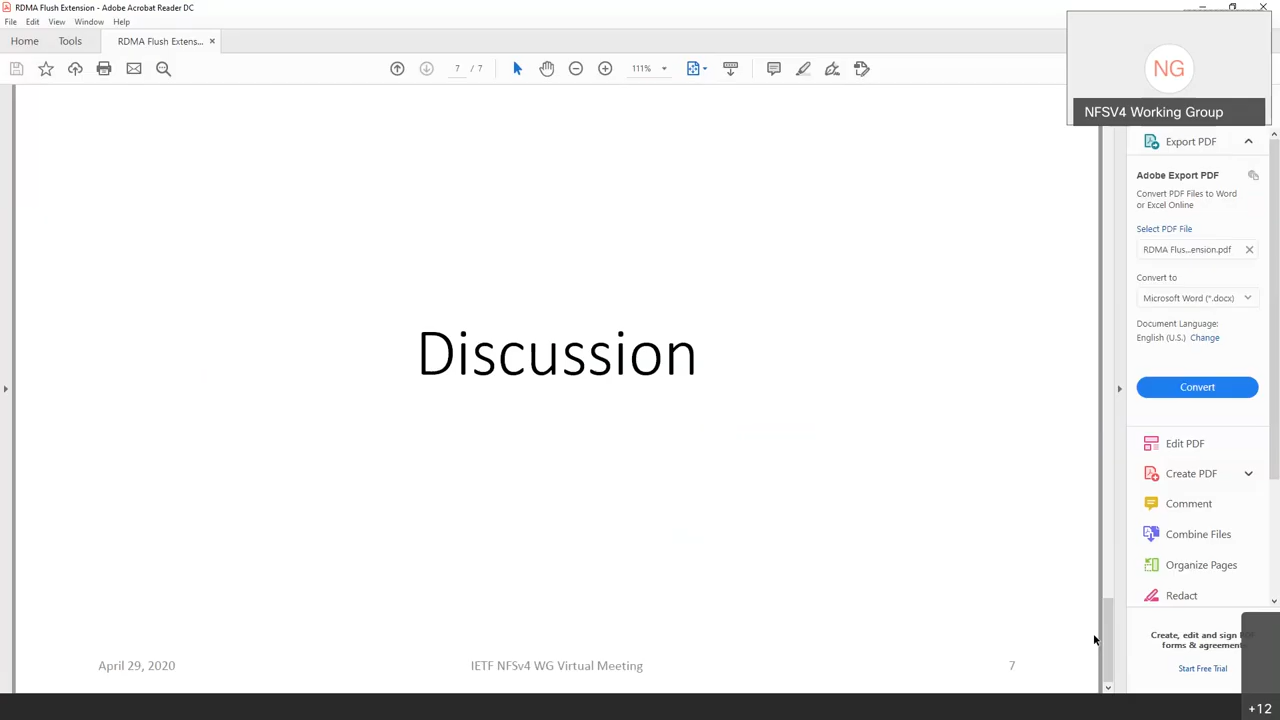 RDMA Flush Extension - Adobe Acrobat Reader DC
File Edit View Window Help
Home Tools RDMA Flush Extens... ×
7 / 7 111%
NG
NFSV4 Working Group
Export PDF
Adobe Export PDF
Convert PDF Files to Word
or Excel Online
Select PDF File
RDMA Flus...ension.pdf
Convert to
Microsoft Word (*.docx)
Document Language:
English (U.S.) Change
Convert
Edit PDF
Create PDF
Comment
Combine Files
Organize Pages
Redact
Create, edit and sign
forms & agreement
Start Free Trial
Discussion
April 29, 2020 IETF NFSv4 WG Virtual Meeting 7
+12